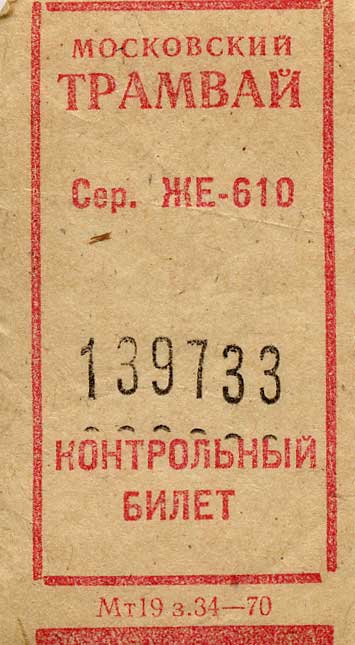 МОСКОВСКИЙ
ТРАМВАЙ
Сер. ЖЕ-610
139733
КОНТРОЛЬНЫЙ
БИЛЕТ
Мт19 з.34—70